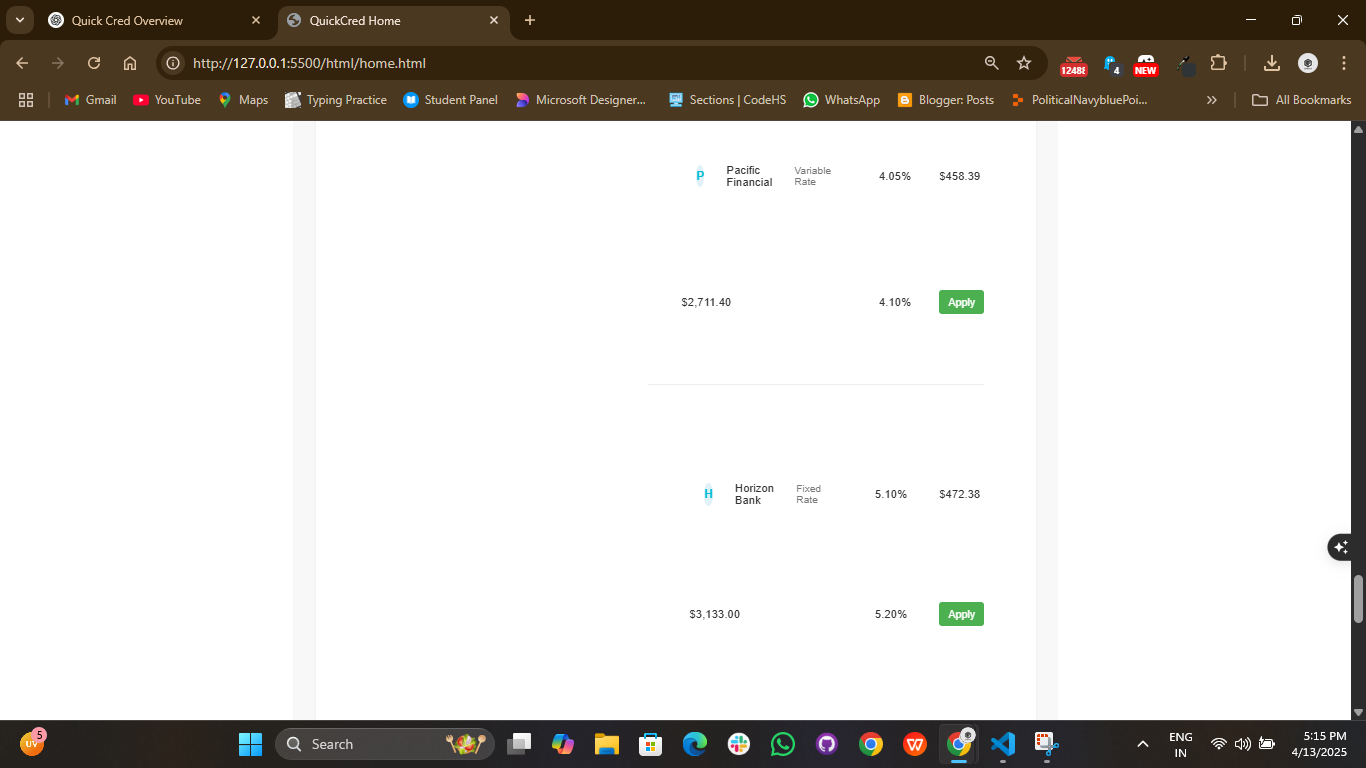 Quick Cred Overview
QuickCred Home
http://127.0.0.1:5500/html/home.html
12488
4
NEW
Gmail
YouTube
Maps
Typing Practice
Student Panel
Microsoft Designer...
Sections | CodeHS
WhatsApp
Blogger: Posts
PoliticalNavybluePoi...
All Bookmarks
P
Pacific
Financial
Variable
Rate
4.05%
$458.39
$2,711.40
4.10%
Apply
H
Horizon
Bank
Fixed
Rate
5.10%
$472.38
$3,133.00
5.20%
Apply
UV
5
Search
ENG
IN
5:15 PM
4/13/2025